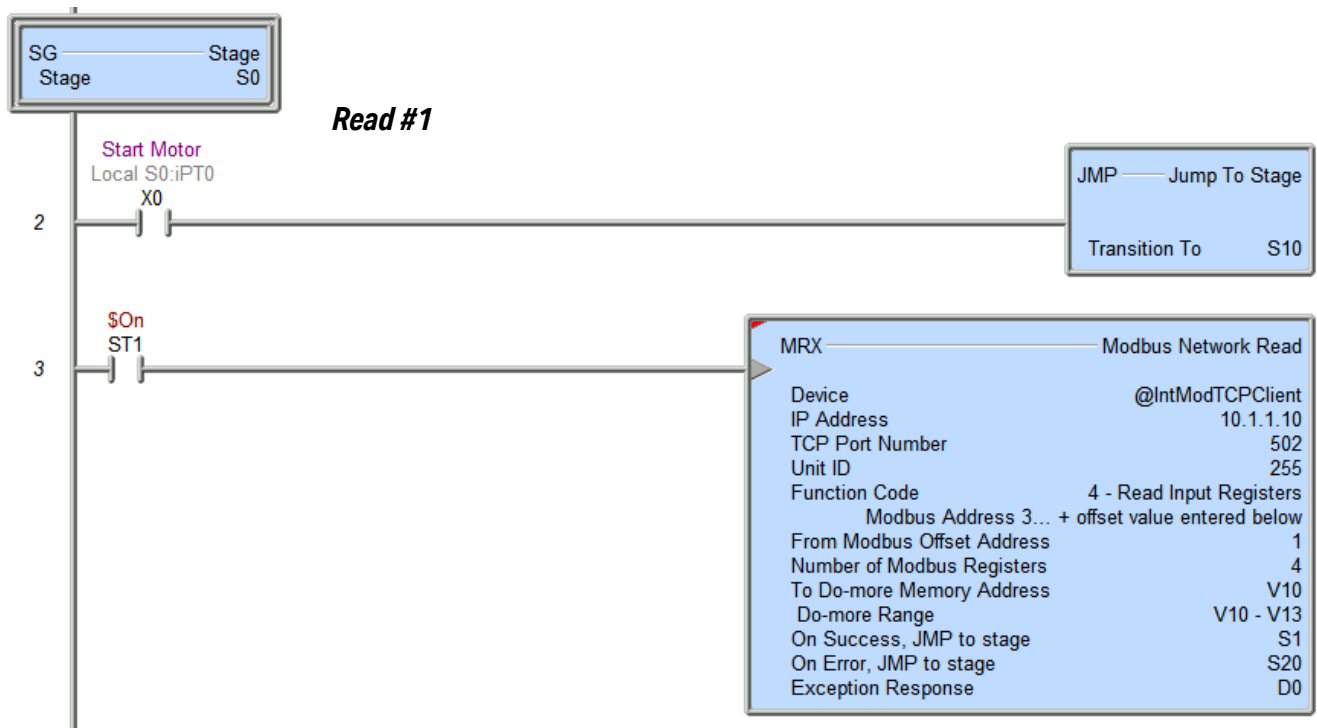 SG Stage
Stage S0
Read #1
Start Motor
Local S0:iPT0
X0
2
JMP Jump To Stage
Transition To S10
$On
ST1
3
MRX Modbus Network Read
Device @IntModTCPClient
IP Address 10.1.1.10
TCP Port Number 502
Unit ID 255
Function Code 4 - Read Input Registers
Modbus Address 3... + offset value entered below
From Modbus Offset Address 1
Number of Modbus Registers 4
To Do-more Memory Address V10
Do-more Range V10 - V13
On Success, JMP to stage S1
On Error, JMP to stage S20
Exception Response D0